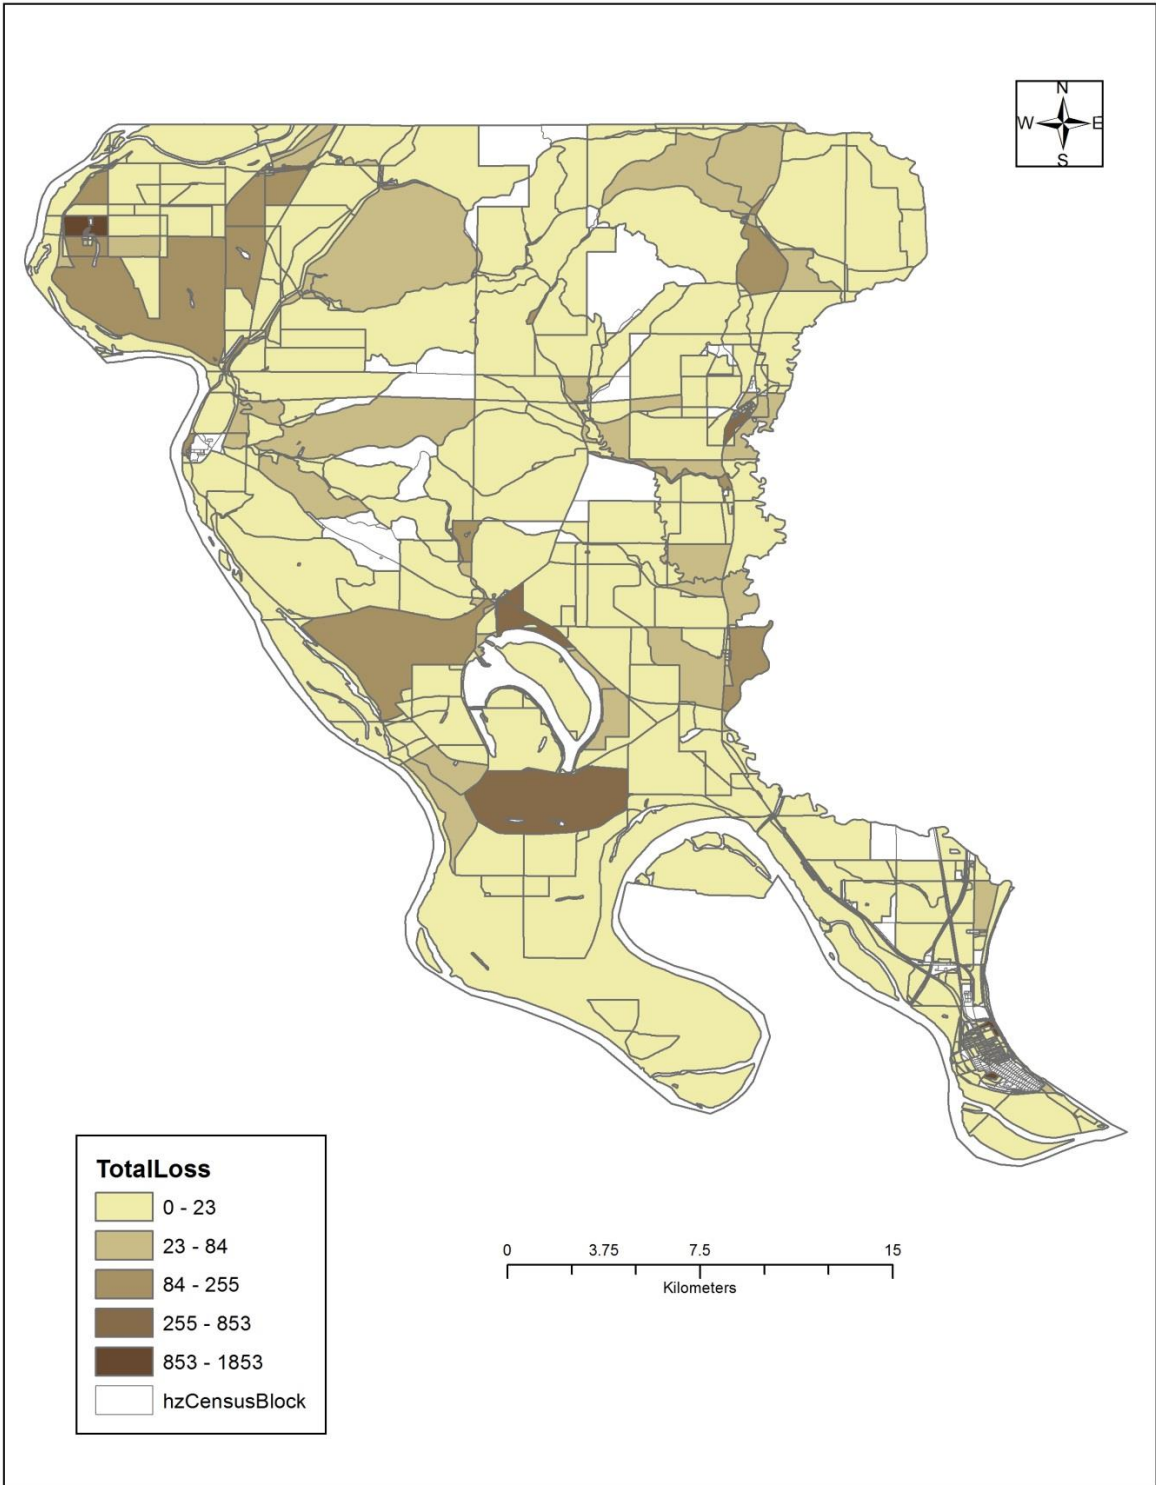 N
W E
S
TotalLoss
0 - 23
23 - 84
84 - 255
255 - 853
853 - 1853
hzCensusBlock
0 3.75 7.5 15
Kilometers